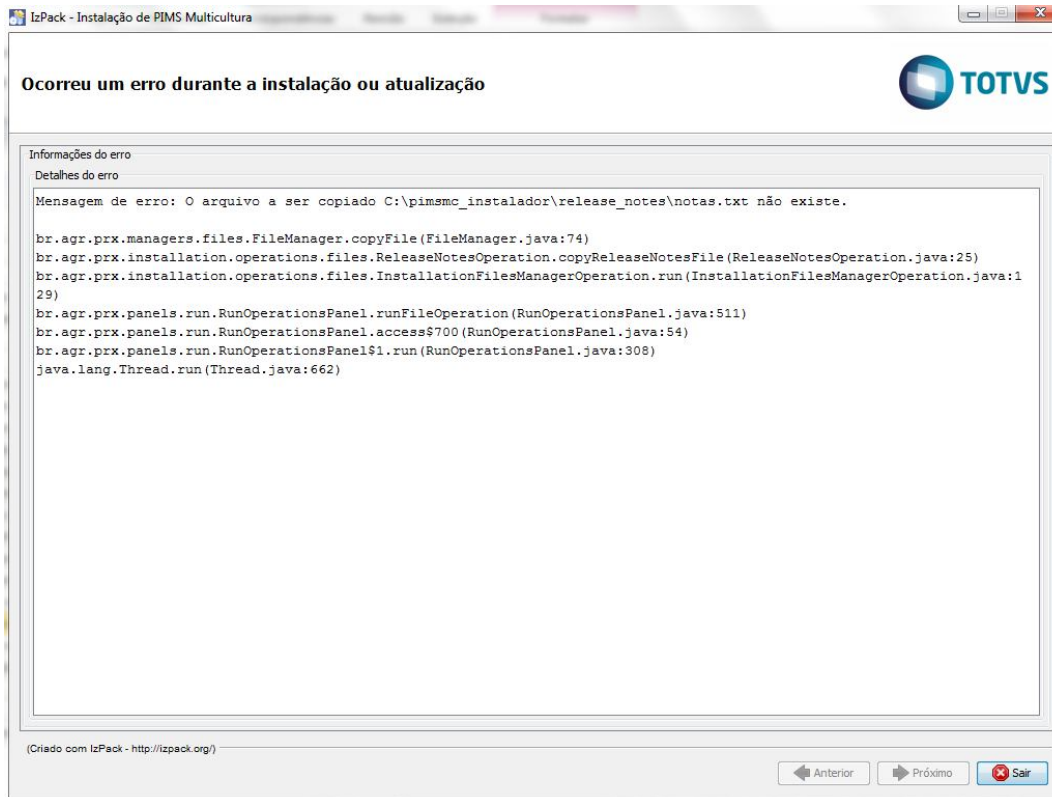 IzPack - Instalação de PIMS Multicultura
Ocorreu um erro durante a instalação ou atualização
TOTVS
Informações do erro
Detalhes do erro
Mensagem de erro: O arquivo a ser copiado C:\pimsmc_instalador\release_notes\notas.txt não existe.
br.agr.prx.managers.files.FileManager.copyFile(FileManager.java:74)
br.agr.prx.installation.operations.files.ReleaseNotesOperation.copyReleaseNotesFile(ReleaseNotesOperation.java:25)
br.agr.prx.installation.operations.files.InstallationFilesManagerOperation.run(InstallationFilesManagerOperation.java:1
29)
br.agr.prx.panels.run.RunOperationsPanel.runFileOperation(RunOperationsPanel.java:511)
br.agr.prx.panels.run.RunOperationsPanel.access$700(RunOperationsPanel.java:54)
br.agr.prx.panels.run.RunOperationsPanel$1.run(RunOperationsPanel.java:308)
java.lang.Thread.run(Thread.java:662)
(Criado com IzPack - http://izpack.org/)
Anterior
Próximo
Sair